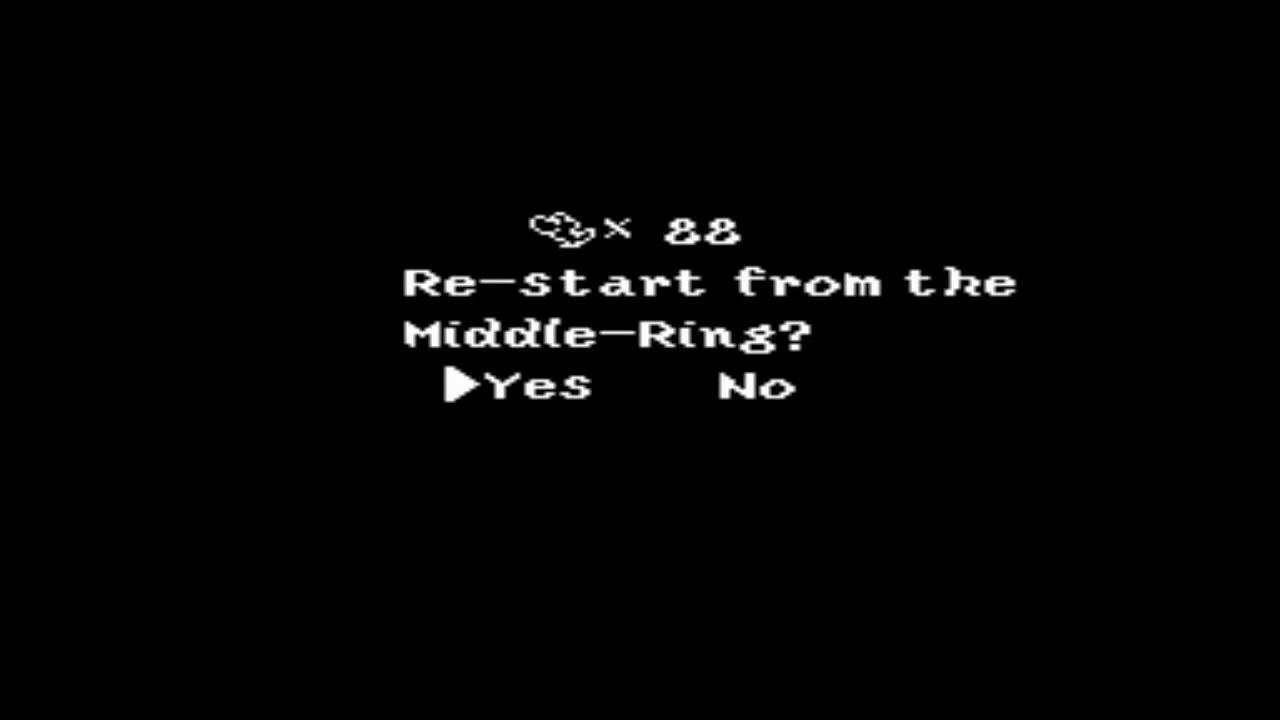 × 88
Re-start from the
Middle-Ring?
▶Yes No